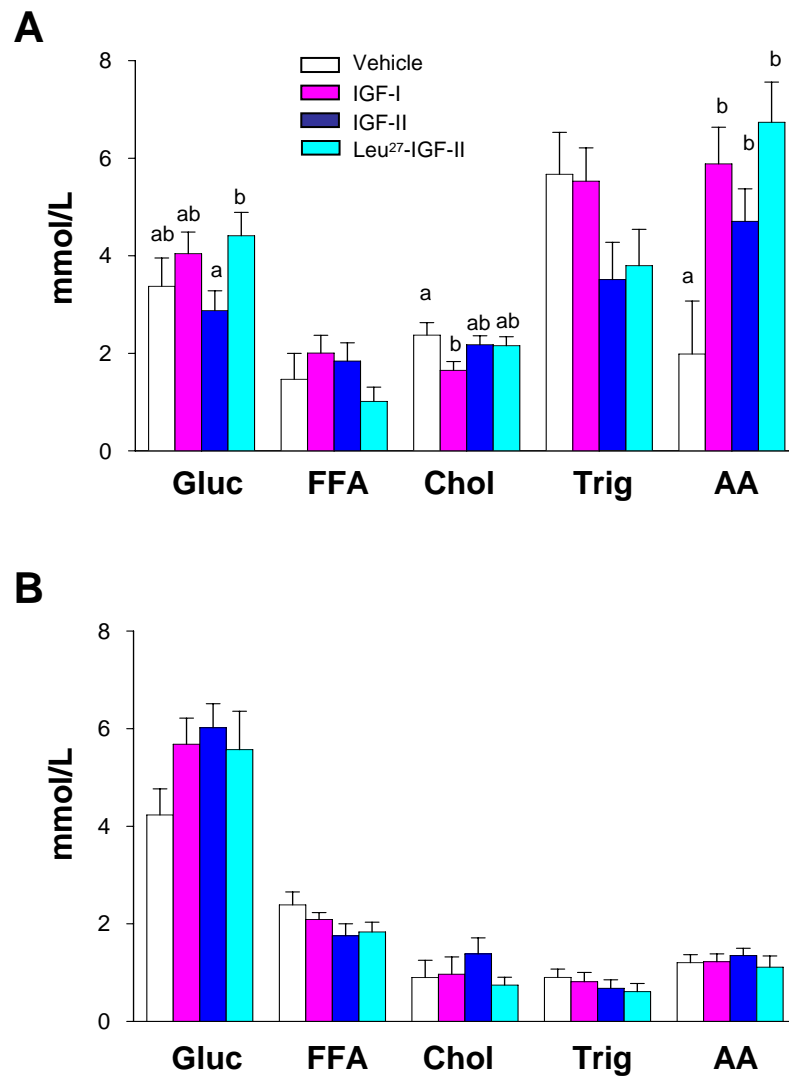 A
8
Vehicle
IGF-I
IGF-II
Leu²⁷-IGF-II
b
b
b
6
ab
ab
a
b
4
a
b
ab
ab
a
2
0
mmol/L
Gluc
FFA
Chol
Trig
AA
B
8
6
4
2
0
mmol/L
Gluc
FFA
Chol
Trig
AA